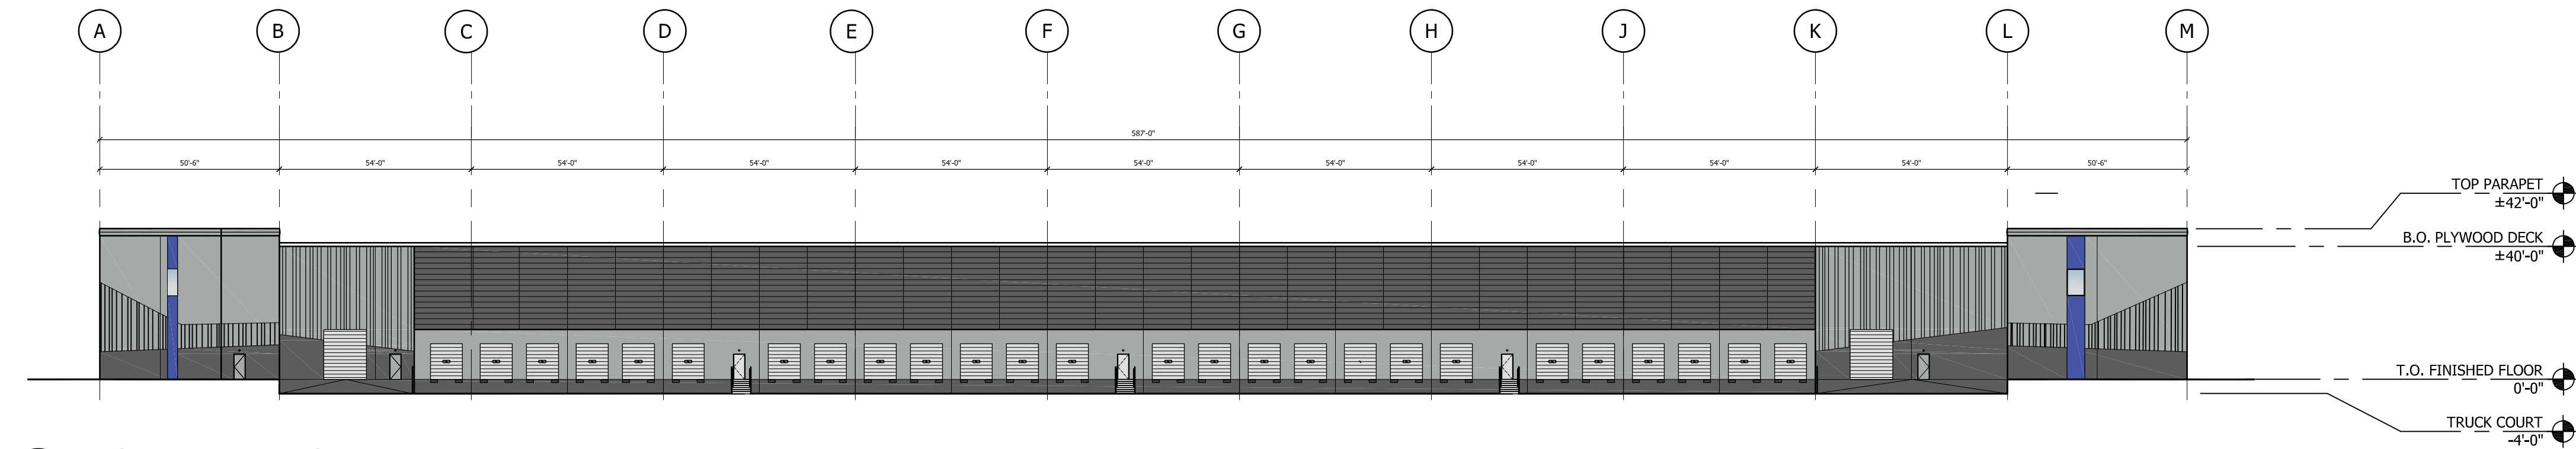 A B C D E F G H J K L M
587'-0"
50'-6" 54'-0" 54'-0" 54'-0" 54'-0" 54'-0" 54'-0" 54'-0" 54'-0" 54'-0" 50'-6"
TOP PARAPET
±42'-0"
B.O. PLYWOOD DECK
±40'-0"
T.O. FINISHED FLOOR
0'-0"
TRUCK COURT
-4'-0"